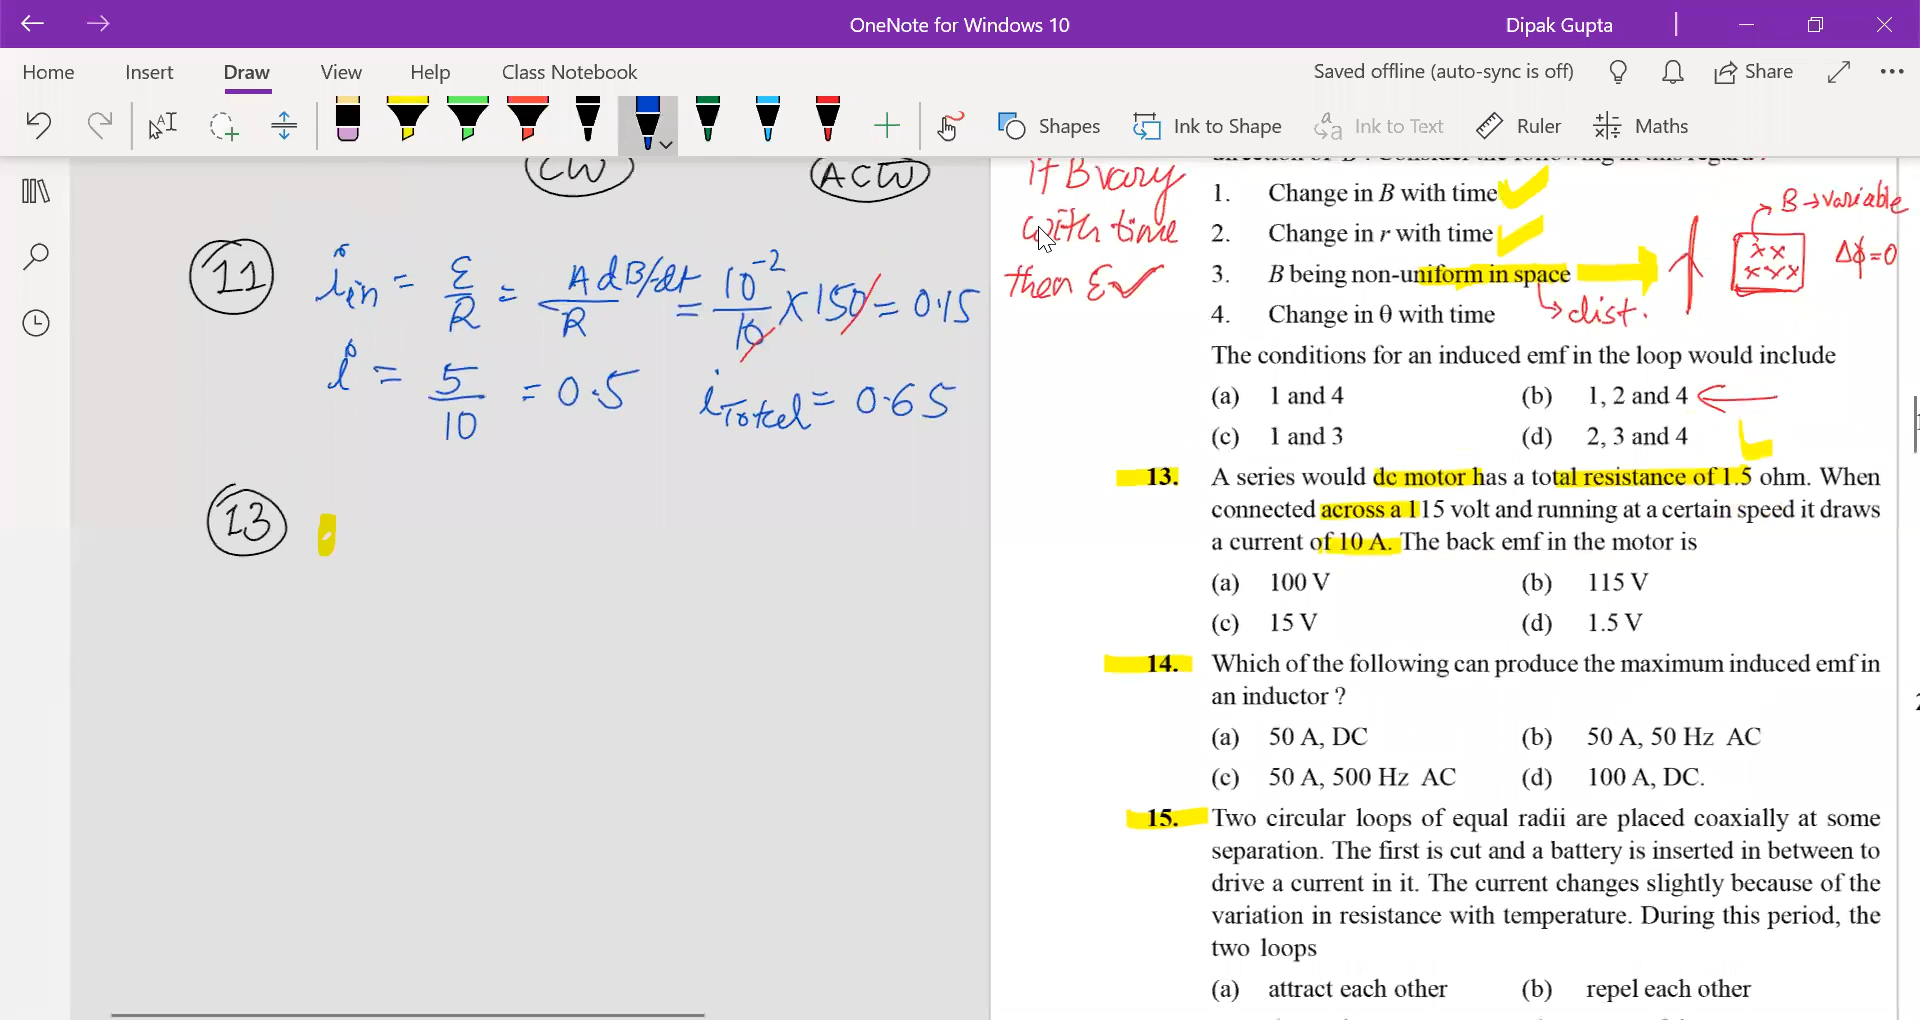 OneNote for Windows 10
Dipak Gupta
Home Insert Draw View Help Class Notebook
Saved offline (auto-sync is off) Share
Shapes Ink to Shape Ink to Text Ruler Maths
CW ACW
11 iin = ε/R = AdB/dt / R = 10⁻²/10 × 150 = 0.15
i = 5/10 = 0.5 iTotal = 0.65
13
if B vary
with time
then ε ✓
1. Change in B with time
2. Change in r with time
3. B being non-uniform in space
→ dist.
4. Change in θ with time
B → variable
×× ×××
Δϕ=0
The conditions for an induced emf in the loop would include
(a) 1 and 4 (b) 1, 2 and 4
(c) 1 and 3 (d) 2, 3 and 4
13. A series would dc motor has a total resistance of 1.5 ohm. When
connected across a 115 volt and running at a certain speed it draws
a current of 10 A. The back emf in the motor is
(a) 100 V (b) 115 V
(c) 15 V (d) 1.5 V
14. Which of the following can produce the maximum induced emf in
an inductor ?
(a) 50 A, DC (b) 50 A, 50 Hz AC
(c) 50 A, 500 Hz AC (d) 100 A, DC.
15. Two circular loops of equal radii are placed coaxially at some
separation. The first is cut and a battery is inserted in between to
drive a current in it. The current changes slightly because of the
variation in resistance with temperature. During this period, the
two loops
(a) attract each other (b) repel each other